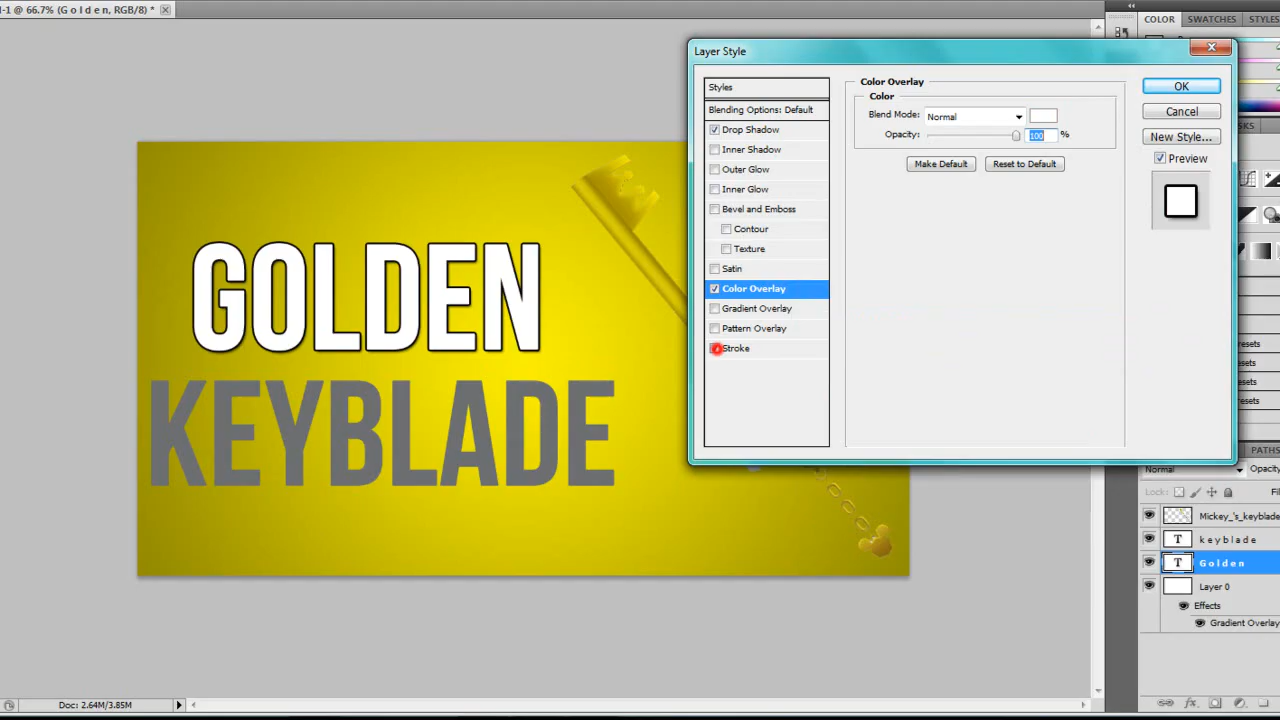 -1 @ 66.7% (G o l d e n, RGB/8) *
COLOR
SWATCHES
STYLES
Layer Style
Styles
Blending Options: Default
Drop Shadow
Inner Shadow
Outer Glow
Inner Glow
Bevel and Emboss
Contour
Texture
Satin
Color Overlay
Gradient Overlay
Pattern Overlay
Stroke
Color Overlay
Color
Blend Mode:
Normal
Opacity:
100
%
Make Default
Reset to Default
OK
Cancel
New Style...
Preview
GOLDEN
KEYBLADE
PATHS
Normal
Opacity
Lock:
Mickey_'s_keyblade
k e y b l a d e
G o l d e n
Layer 0
Effects
Gradient Overlay
Doc: 2.64M/3.85M